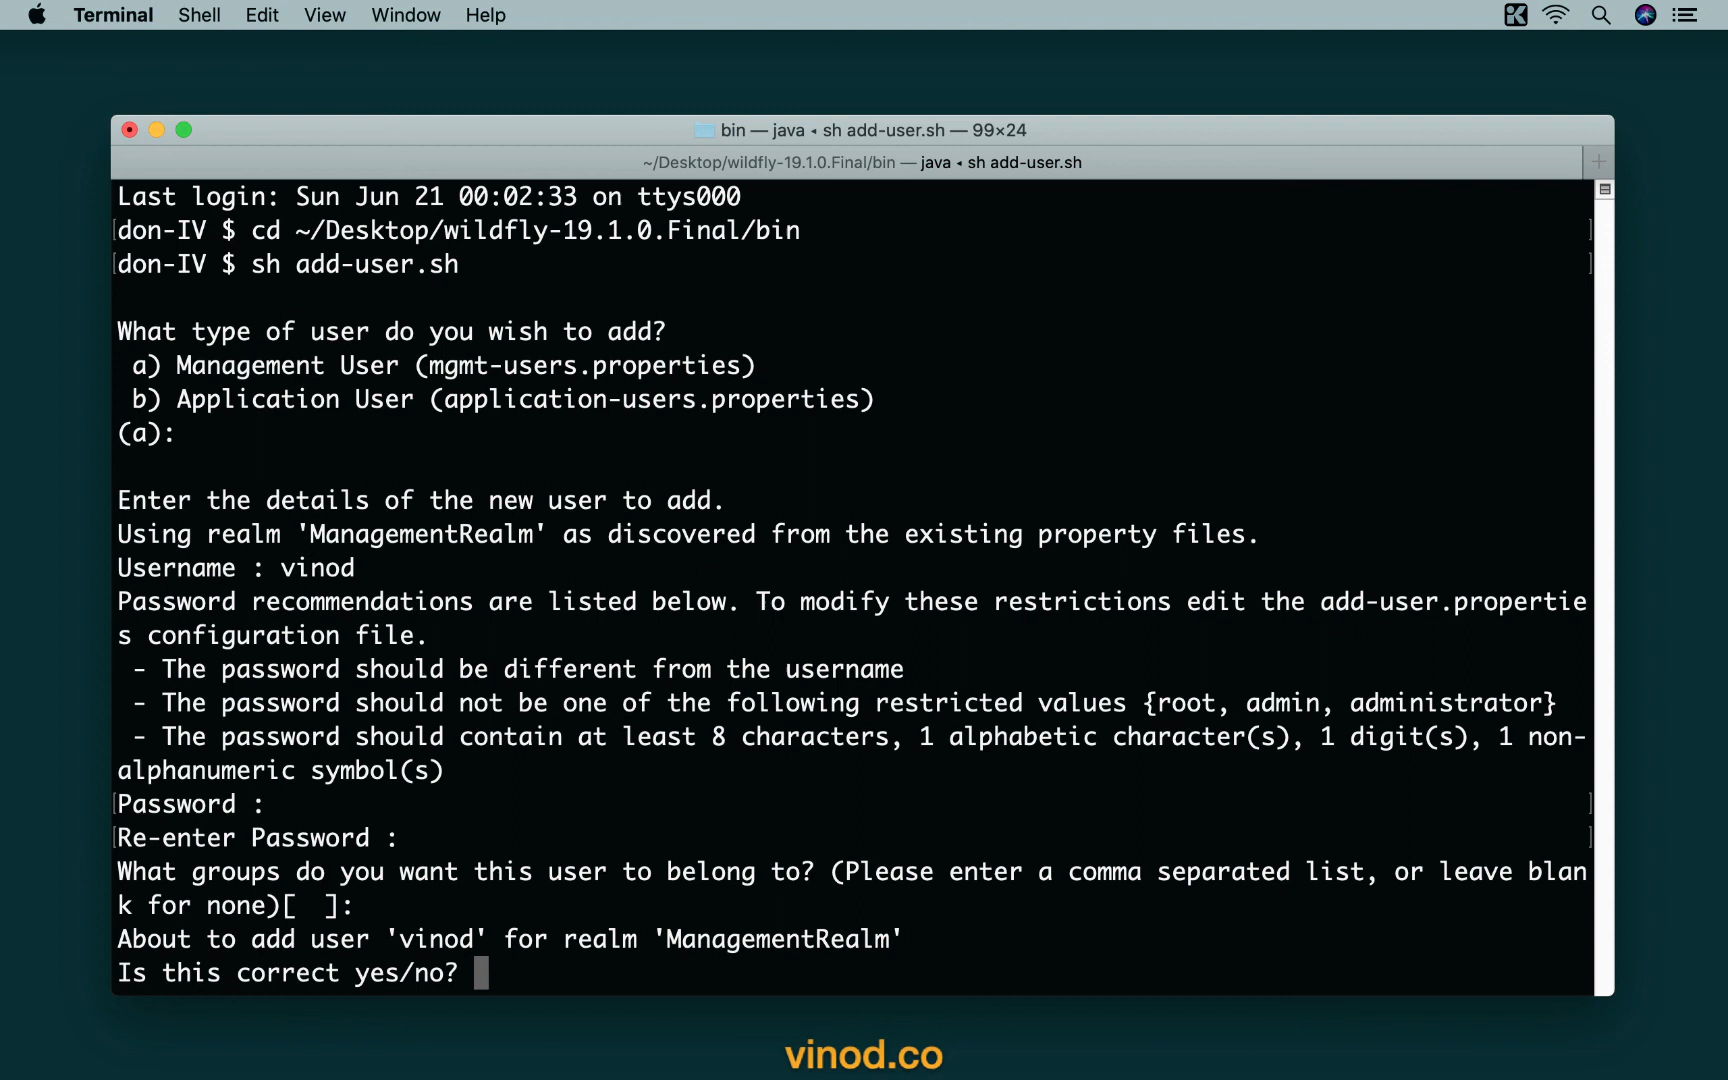 Terminal Shell Edit View Window Help
bin — java ◂ sh add-user.sh — 99×24
~/Desktop/wildfly-19.1.0.Final/bin — java ◂ sh add-user.sh
Last login: Sun Jun 21 00:02:33 on ttys000
don-IV $ cd ~/Desktop/wildfly-19.1.0.Final/bin
don-IV $ sh add-user.sh
What type of user do you wish to add?
a) Management User (mgmt-users.properties)
b) Application User (application-users.properties)
(a):
Enter the details of the new user to add.
Using realm 'ManagementRealm' as discovered from the existing property files.
Username : vinod
Password recommendations are listed below. To modify these restrictions edit the add-user.propertie
s configuration file.
- The password should be different from the username
- The password should not be one of the following restricted values {root, admin, administrator}
- The password should contain at least 8 characters, 1 alphabetic character(s), 1 digit(s), 1 non-
alphanumeric symbol(s)
Password :
Re-enter Password :
What groups do you want this user to belong to? (Please enter a comma separated list, or leave blan
k for none)[  ]:
About to add user 'vinod' for realm 'ManagementRealm'
Is this correct yes/no?
vinod.co